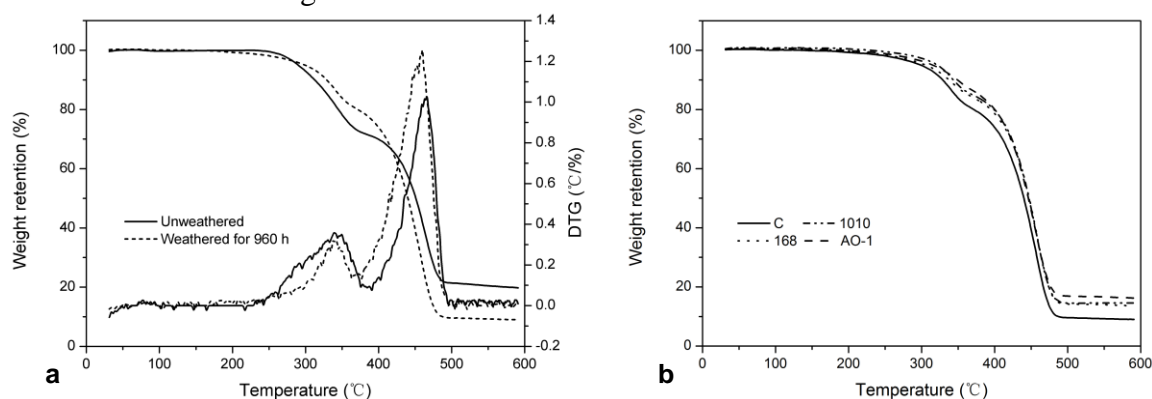 1.4
100
1.2
80
1.0
0.8
60
0.6
40
Unweathered
0.4
Weathered for 960 h
0.2
20
0.0
0
-0.2
0 100 200 300 400 500 600
Weight retention (%)
DTG (℃/%)
Temperature (℃)
a
100
80
60
40
C 1010
168 AO-1
20
0
0 100 200 300 400 500 600
Weight retention (%)
Temperature (℃)
b